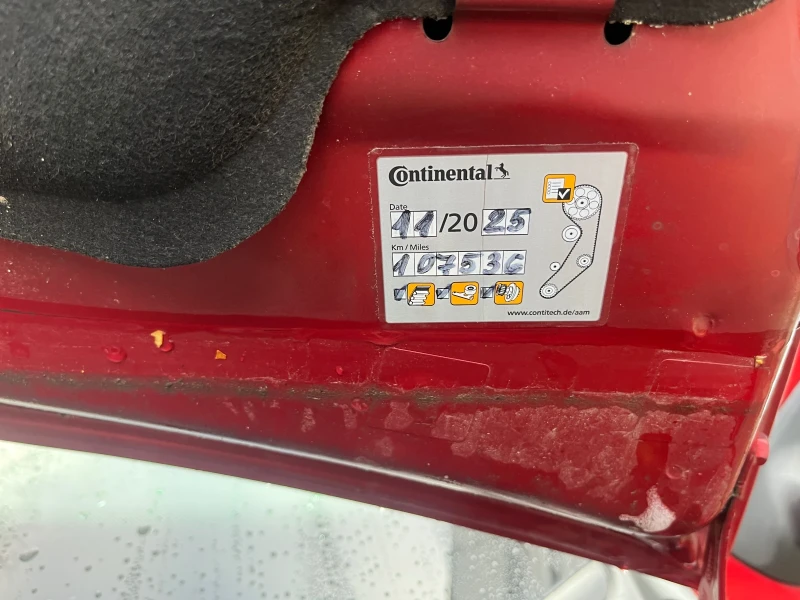 Continental
Date
11/2025
Km / Miles
107536
www.contitech.de/aam